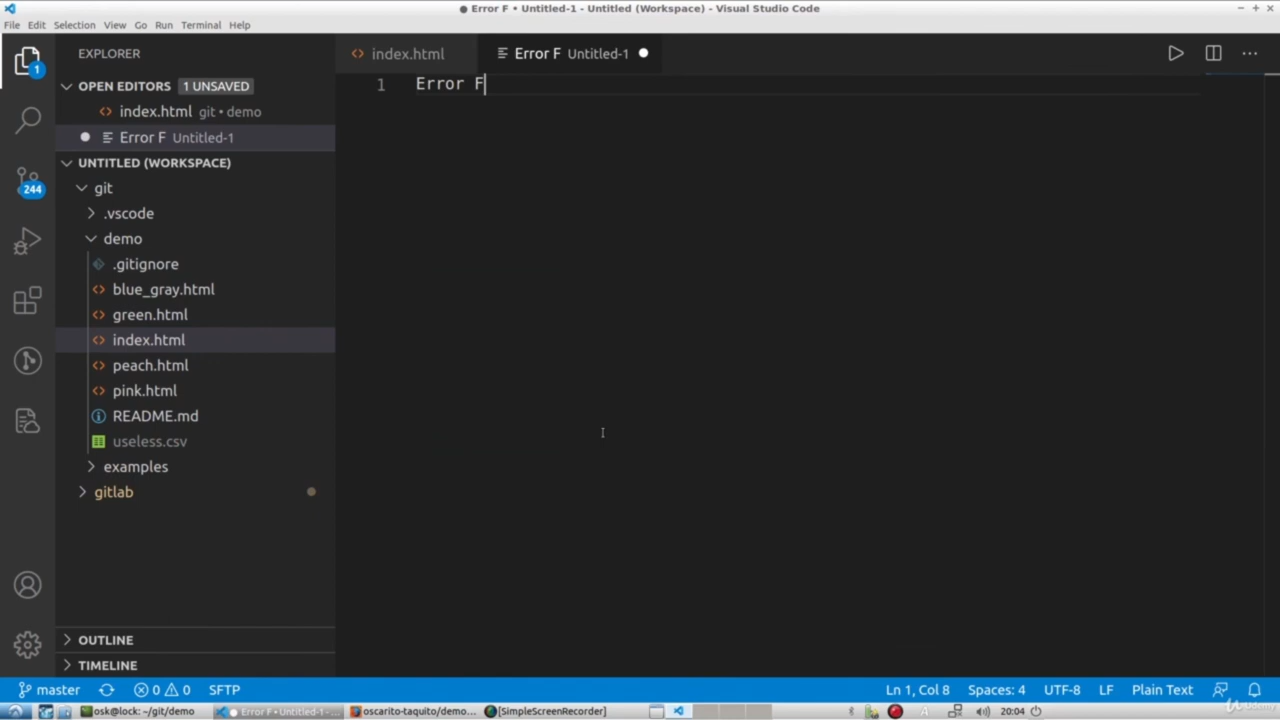 ● Error F • Untitled-1 - Untitled (Workspace) - Visual Studio Code
File Edit Selection View Go Run Terminal Help
EXPLORER
index.html
Error F Untitled-1
OPEN EDITORS 1 UNSAVED
index.html git • demo
Error F Untitled-1
UNTITLED (WORKSPACE)
git
.vscode
demo
.gitignore
blue_gray.html
green.html
index.html
peach.html
pink.html
README.md
useless.csv
examples
gitlab
OUTLINE
TIMELINE
1
244
1 Error F
master 0 0 SFTP
Ln 1, Col 8 Spaces: 4 UTF-8 LF Plain Text
osk@lock: ~/git/demo
● Error F • Untitled-1 - ...
oscarito-taquito/demo...
[SimpleScreenRecorder]
A
20:04
Udemy